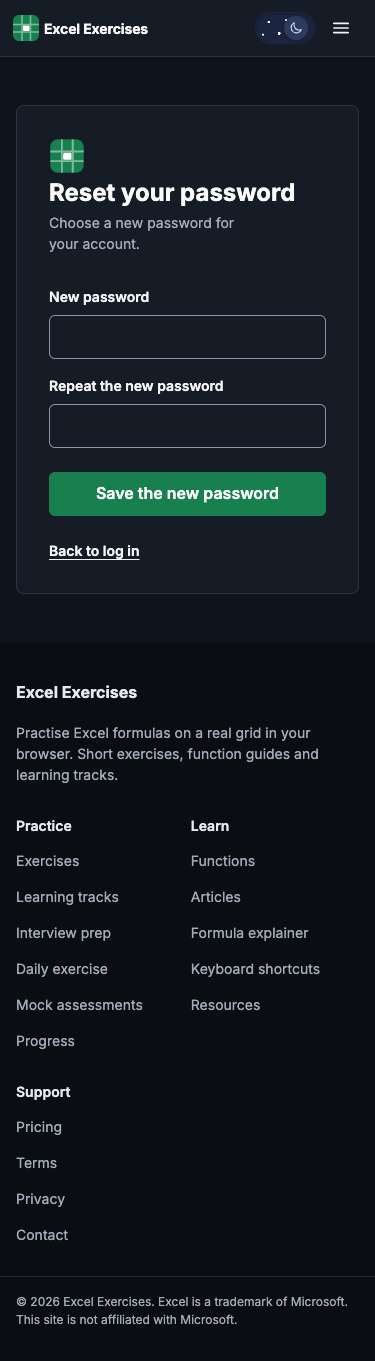 Excel Exercises
Reset your password
Choose a new password for
your account.
New password
Repeat the new password
Save the new password
Back to log in
Excel Exercises
Practise Excel formulas on a real grid in your
browser. Short exercises, function guides and
learning tracks.
Practice
Exercises
Learning tracks
Interview prep
Daily exercise
Mock assessments
Progress
Learn
Functions
Articles
Formula explainer
Keyboard shortcuts
Resources
Support
Pricing
Terms
Privacy
Contact
© 2026 Excel Exercises. Excel is a trademark of Microsoft.
This site is not affiliated with Microsoft.